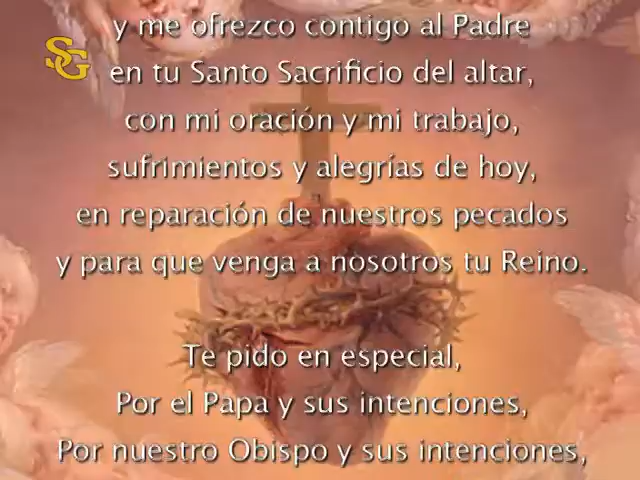 y me ofrezco contigo al Padre
SG
en tu Santo Sacrificio del altar,
con mi oración y mi trabajo,
sufrimientos y alegrías de hoy,
en reparación de nuestros pecados
y para que venga a nosotros tu Reino.
Te pido en especial,
Por el Papa y sus intenciones,
Por nuestro Obispo y sus intenciones,